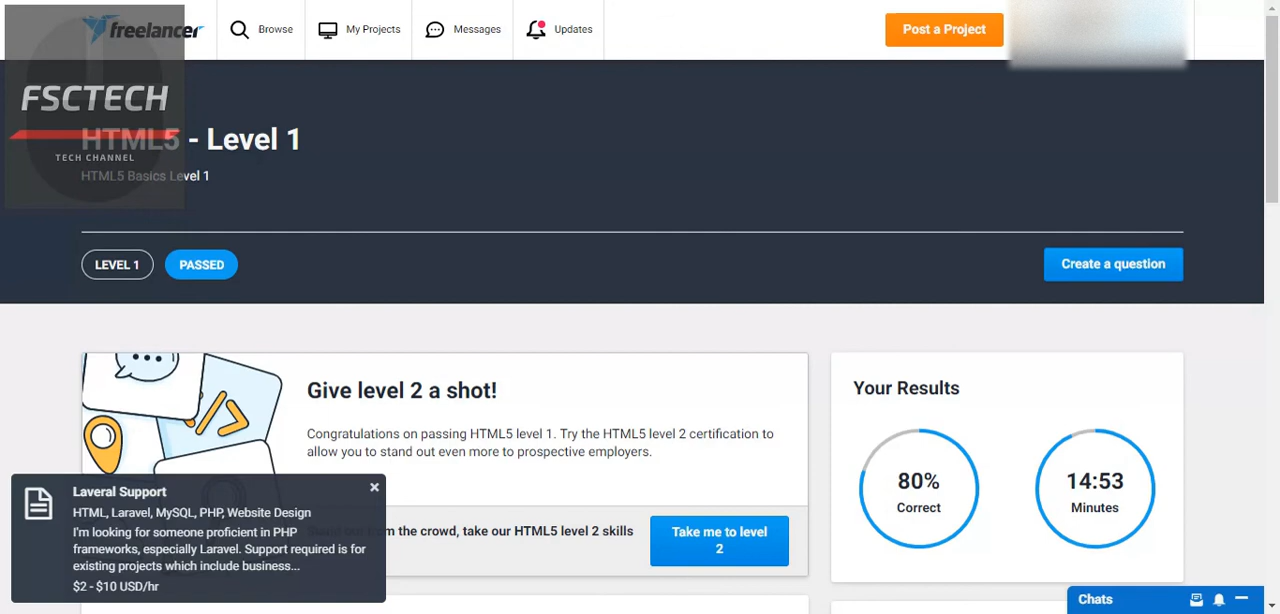 freelancer
Browse
My Projects
Messages
Updates
Post a Project
FSCTECH
TECH CHANNEL
HTML5 - Level 1
HTML5 Basics Level 1
LEVEL 1
PASSED
Create a question
Give level 2 a shot!
Congratulations on passing HTML5 level 1. Try the HTML5 level 2 certification to
allow you to stand out even more to prospective employers.
from the crowd, take our HTML5 level 2 skills
Take me to level
2
Your Results
80%
Correct
14:53
Minutes
Laveral Support
HTML, Laravel, MySQL, PHP, Website Design
I'm looking for someone proficient in PHP
frameworks, especially Laravel. Support required is for
existing projects which include business...
$2 - $10 USD/hr
Chats